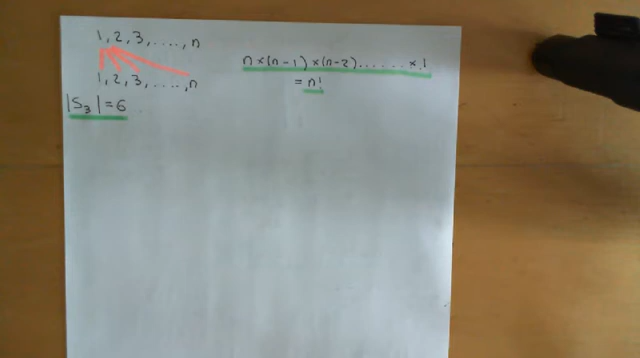 1, 2, 3, ....., n
n×(n-1)×(n-2)......×1
1, 2, 3, ....., n
= n!
|S₃| = 6